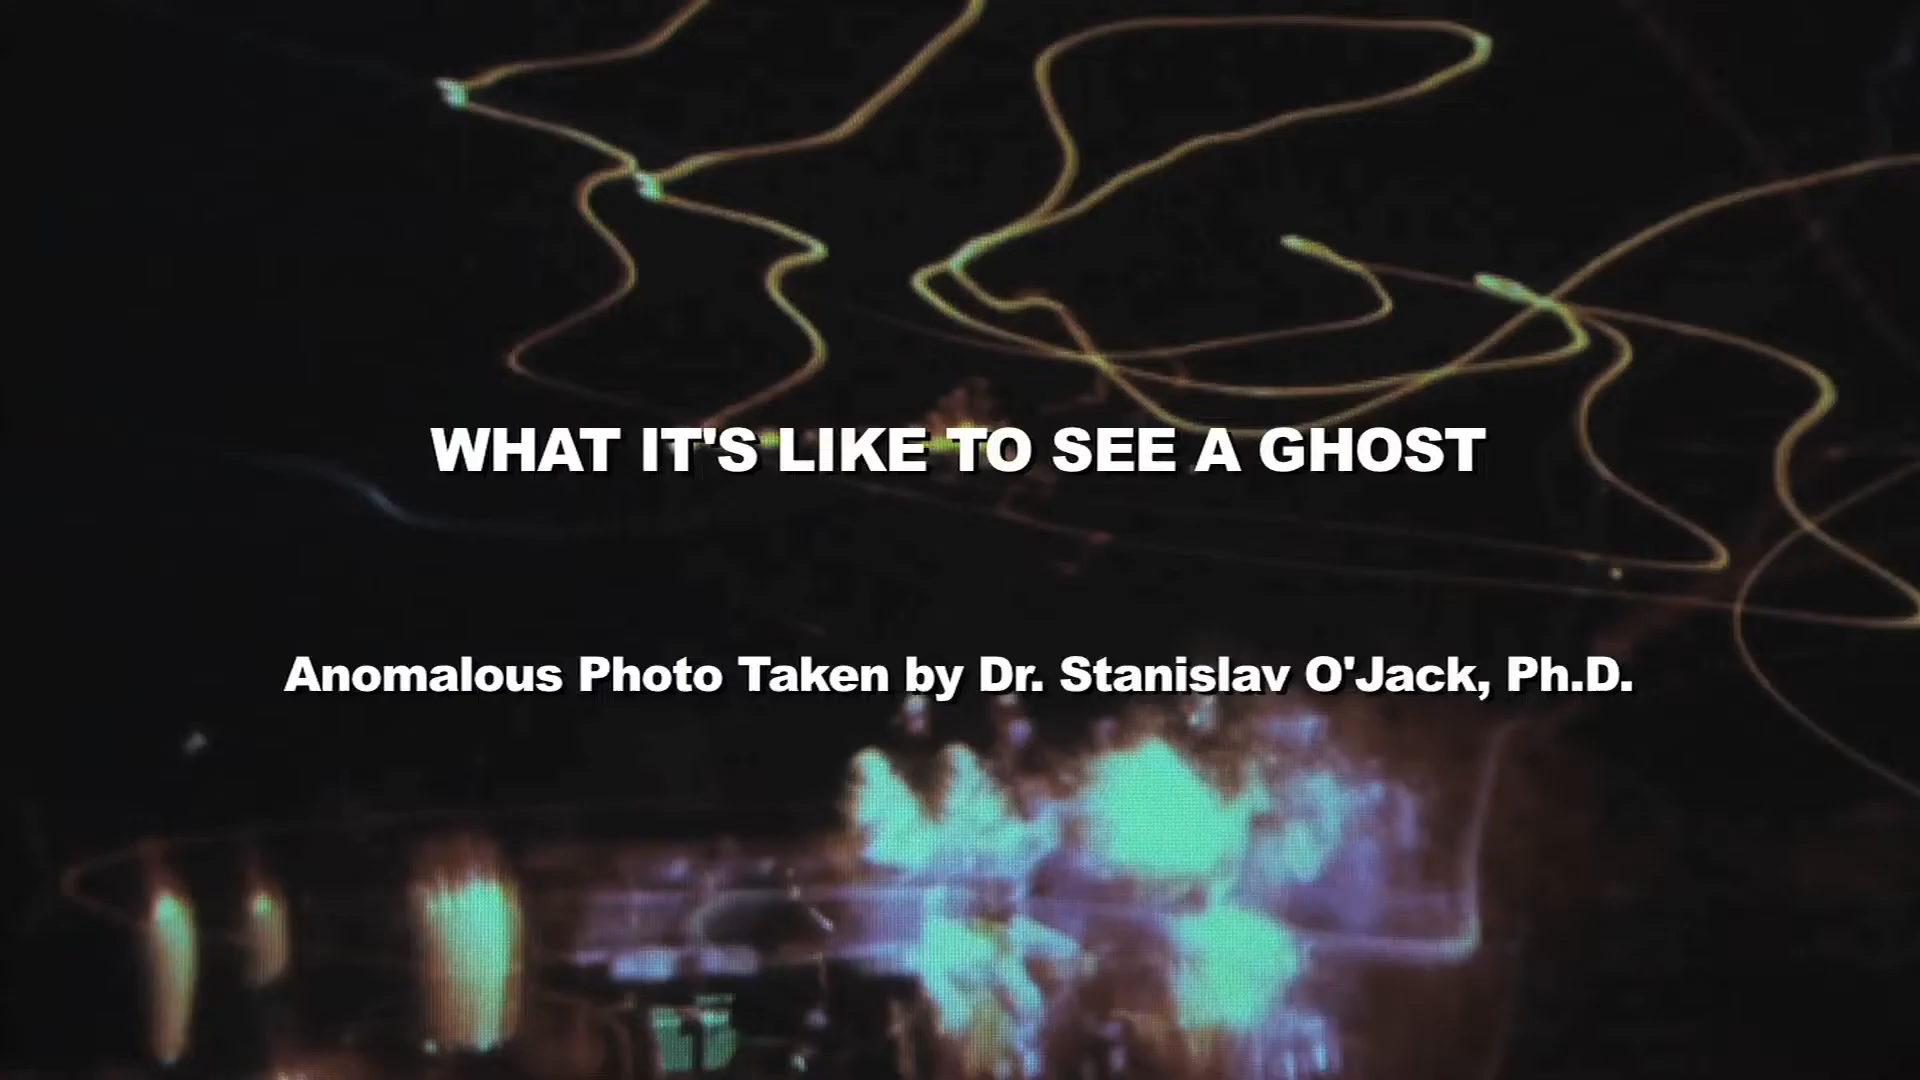 WHAT IT'S LIKE TO SEE A GHOST
Anomalous Photo Taken by Dr. Stanislav O'Jack, Ph.D.